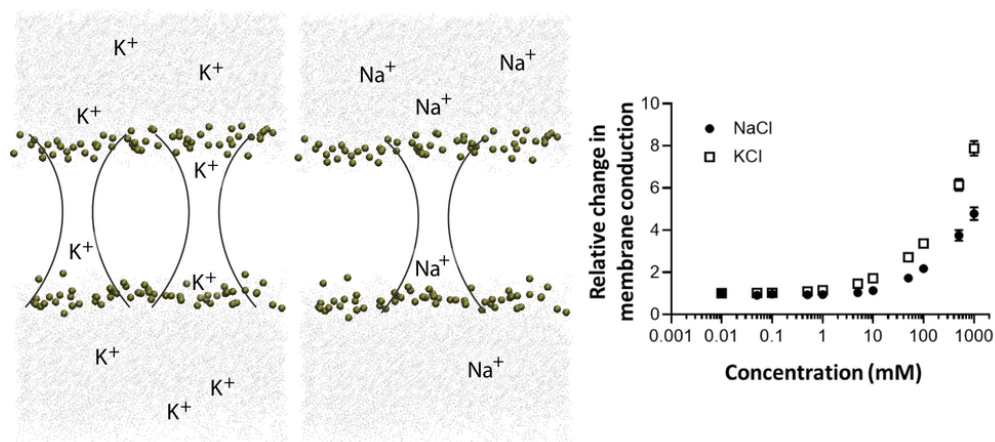 K+
K+
K+
K+
K+
K+
K+
K+
K+
Na+
Na+
Na+
Na+
Na+
Relative change in
membrane conduction
10
8
6
4
2
0
NaCl
KCl
0.001 0.01 0.1 1 10 100 1000
Concentration (mM)